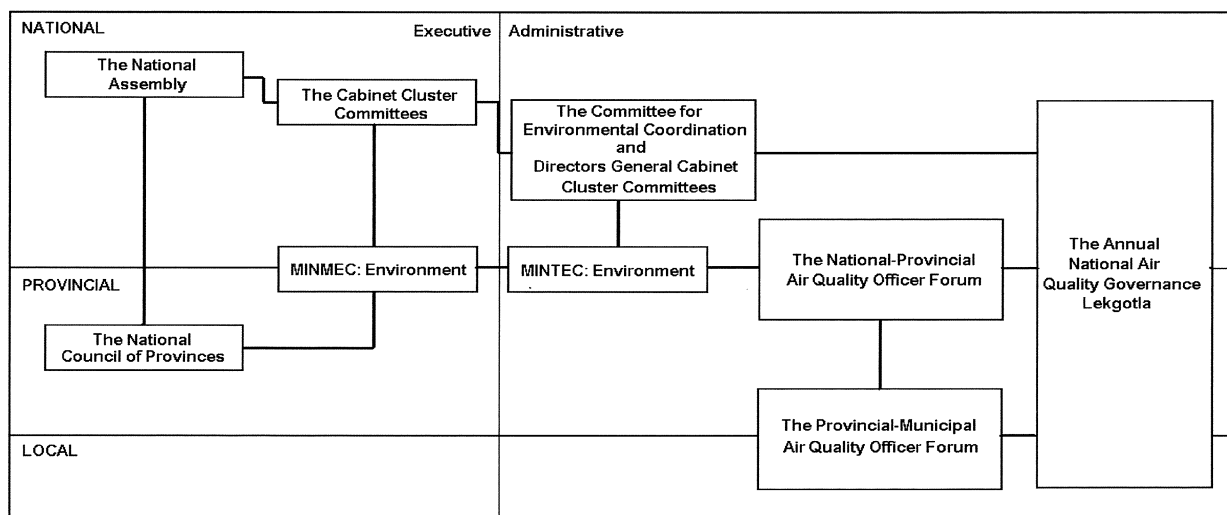 NATIONAL
Executive
Administrative
The National
Assembly
The Cabinet Cluster
Committees
The Committee for
Environmental Coordination
and
Directors General Cabinet
Cluster Committees
MINMEC: Environment
MINTEC: Environment
The National-Provincial
Air Quality Officer Forum
The Annual
National Air
Quality Governance
Lekgotla
PROVINCIAL
The National
Council of Provinces
The Provincial-Municipal
Air Quality Officer Forum
LOCAL